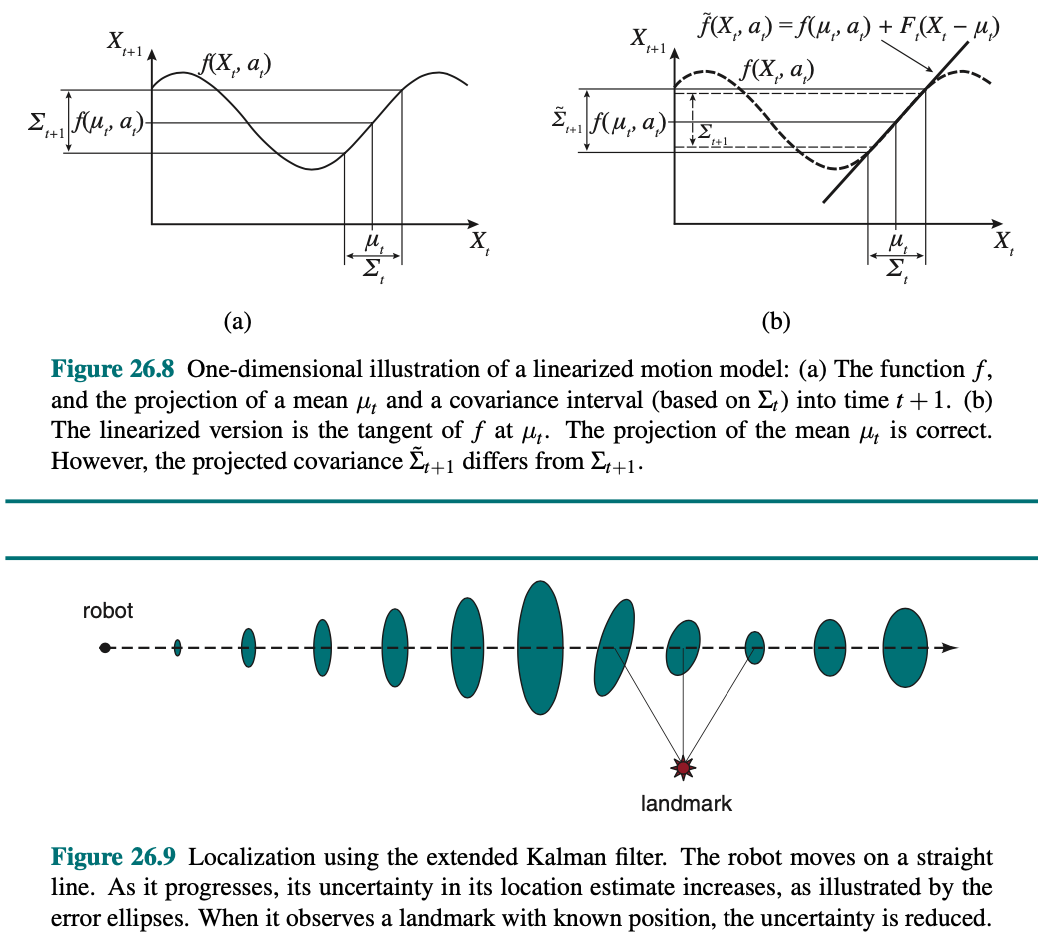 X_{t+1}
f(X_t, a_t)
Σ_{t+1}
f(μ_t, a_t)
μ_t
Σ_t
X_t
(a)
X_{t+1}
f̃(X_t, a_t) = f(μ_t, a_t) + F_t(X_t − μ_t)
f(X_t, a_t)
Σ̃_{t+1}
f(μ_t, a_t)
Σ_{t+1}
μ_t
Σ_t
X_t
(b)
Figure 26.8 One-dimensional illustration of a linearized motion model: (a) The function f,
and the projection of a mean μ_t and a covariance interval (based on Σ_t) into time t + 1. (b)
The linearized version is the tangent of f at μ_t. The projection of the mean μ_t is correct.
However, the projected covariance Σ̃_{t+1} differs from Σ_{t+1}.
robot
landmark
Figure 26.9 Localization using the extended Kalman filter. The robot moves on a straight
line. As it progresses, its uncertainty in its location estimate increases, as illustrated by the
error ellipses. When it observes a landmark with known position, the uncertainty is reduced.